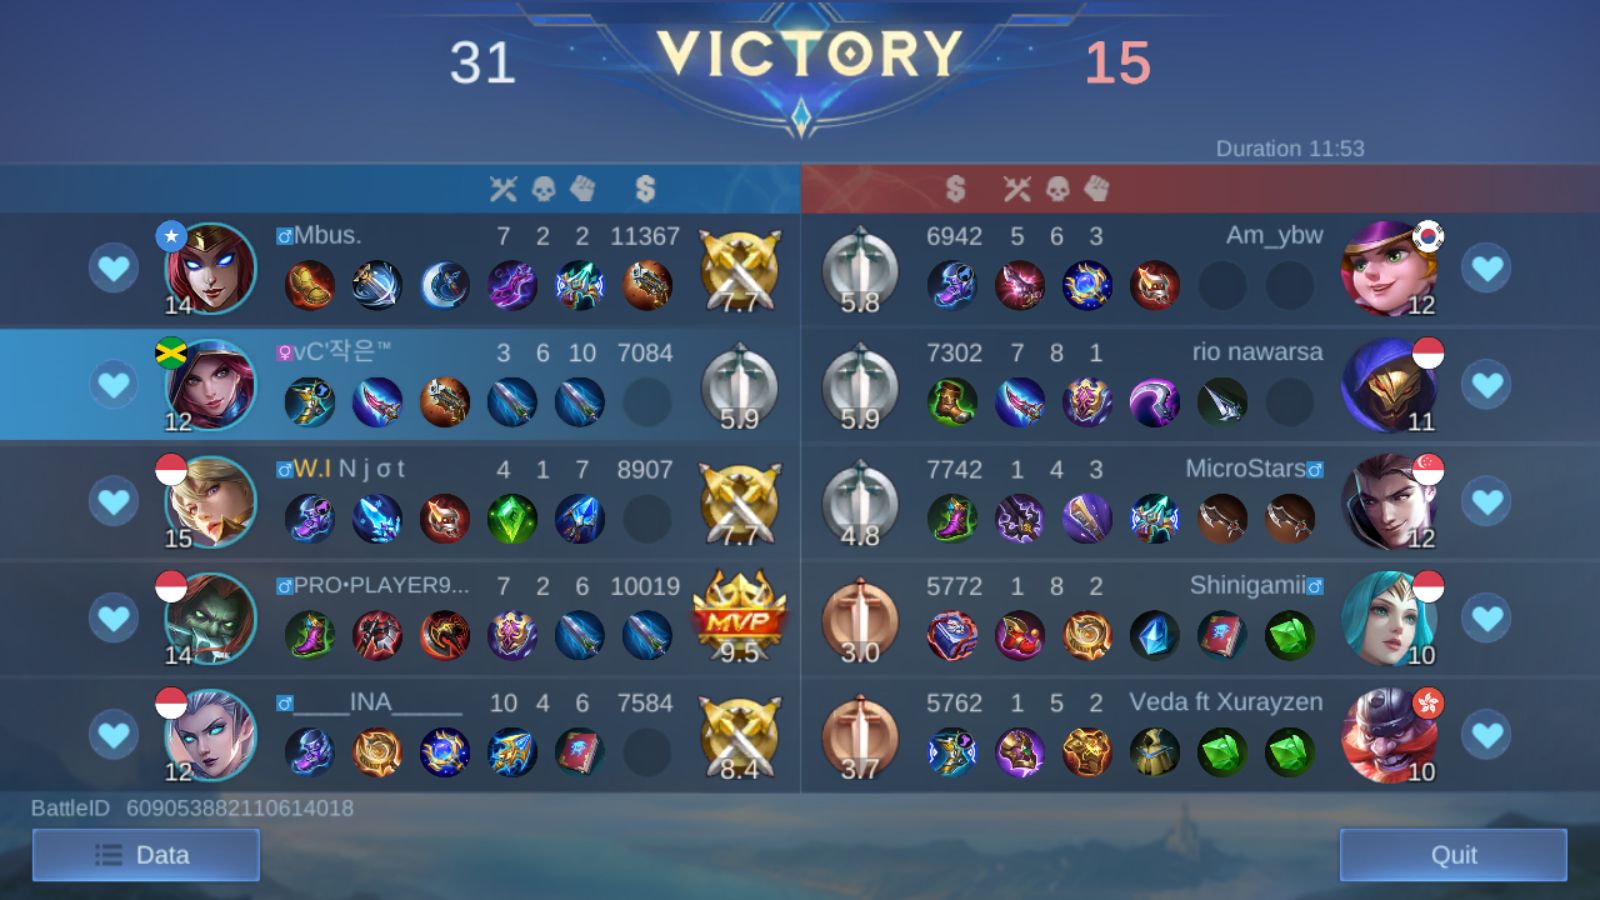 31 VICTORY 15
Duration 11:53
Mbus. 7 2 2 11367 7.7 14
5.8 6942 5 6 3 Am_ybw 12
vC'작은™ 3 6 10 7084 5.9 12
5.9 7302 7 8 1 rio nawarsa 11
W.I N j σ t 4 1 7 8907 7.7 15
4.8 7742 1 4 3 MicroStars 12
PRO•PLAYER9... 7 2 6 10019 MVP 9.5 14
3.0 5772 1 8 2 Shinigamii 10
____INA______ 10 4 6 7584 8.4 12
3.7 5762 1 5 2 Veda ft Xurayzen 10
BattleID 609053882110614018
Data
Quit